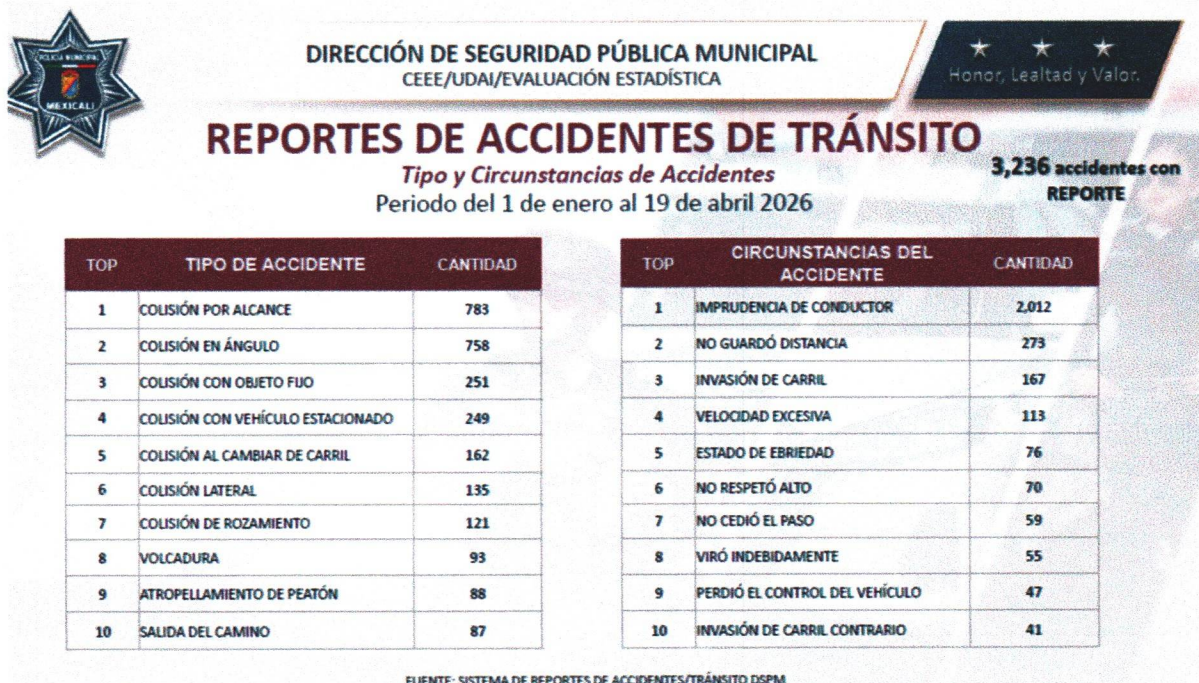 POLICIA MUNICIPAL
MEXICALI
DIRECCIÓN DE SEGURIDAD PÚBLICA MUNICIPAL
CEEE/UDAI/EVALUACIÓN ESTADÍSTICA
Honor, Lealtad y Valor.
REPORTES DE ACCIDENTES DE TRÁNSITO
Tipo y Circunstancias de Accidentes
3,236 accidentes con
REPORTE
Periodo del 1 de enero al 19 de abril 2026
TOP TIPO DE ACCIDENTE CANTIDAD
1 COLISIÓN POR ALCANCE 783
2 COLISIÓN EN ÁNGULO 758
3 COLISIÓN CON OBJETO FIJO 251
4 COLISIÓN CON VEHÍCULO ESTACIONADO 249
5 COLISIÓN AL CAMBIAR DE CARRIL 162
6 COLISIÓN LATERAL 135
7 COLISIÓN DE ROZAMIENTO 121
8 VOLCADURA 93
9 ATROPELLAMIENTO DE PEATÓN 88
10 SALIDA DEL CAMINO 87
TOP CIRCUNSTANCIAS DEL
ACCIDENTE CANTIDAD
1 IMPRUDENCIA DE CONDUCTOR 2,012
2 NO GUARDÓ DISTANCIA 273
3 INVASIÓN DE CARRIL 167
4 VELOCIDAD EXCESIVA 113
5 ESTADO DE EBRIEDAD 76
6 NO RESPETÓ ALTO 70
7 NO CEDIÓ EL PASO 59
8 VIRÓ INDEBIDAMENTE 55
9 PERDIÓ EL CONTROL DEL VEHÍCULO 47
10 INVASIÓN DE CARRIL CONTRARIO 41
FUENTE: SISTEMA DE REPORTES DE ACCIDENTES/TRÁNSITO DSPM